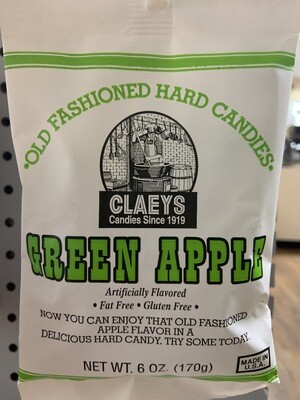 •OLD FASHIONED HARD CANDIES•
CLAEYS
Candies Since 1919
GREEN APPLE
Artificially Flavored
• Fat Free • Gluten Free •
NOW YOU CAN ENJOY THAT OLD FASHIONED
APPLE FLAVOR IN A
DELICIOUS HARD CANDY. TRY SOME TODAY.
NET WT. 6 OZ. (170g)
MADE IN
U.S.A.